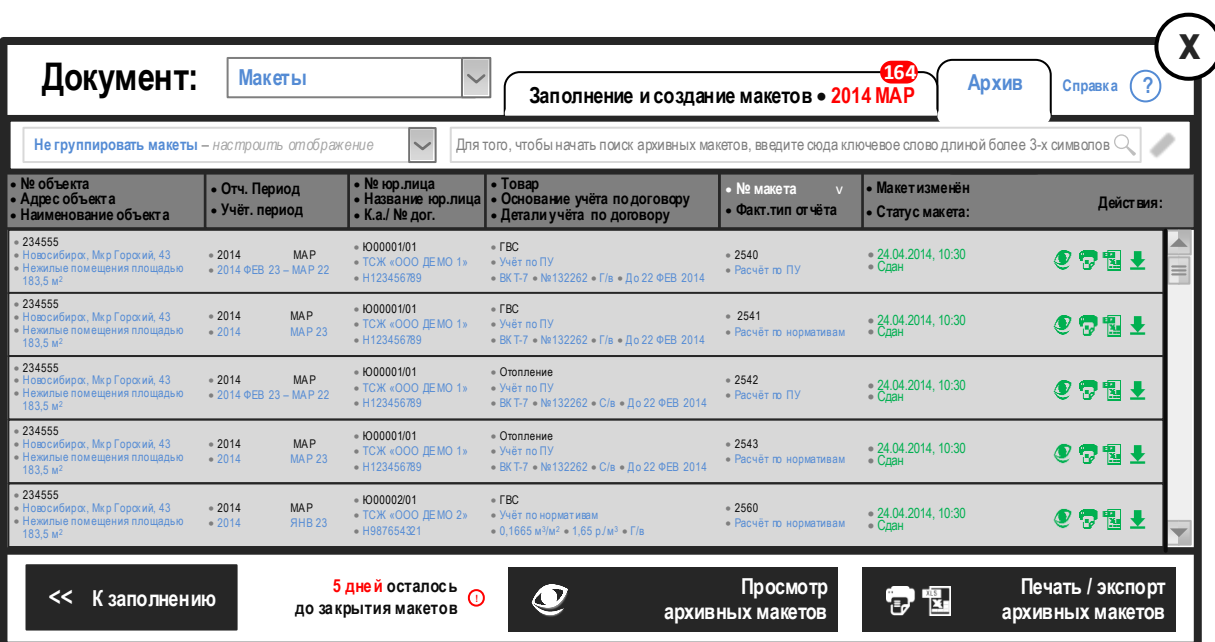 X
Документ:
Макеты
Заполнение и создание макетов • 2014 МАР
164
Архив
Справка ?
Не группировать макеты – настроить отображение
Для того, чтобы начать поиск архивных макетов, введите сюда ключевое слово длиной более 3-х символов
• № объекта
• Адрес объекта
• Наименование объекта
• Отч. Период
• Учёт. период
• № юр.лица
• Название юр.лица
• К.а./ № дог.
• Товар
• Основание учёта по договору
• Детали учёта по договору
• № макета v
• Факт.тип отчёта
• Макет изменён
• Статус макета:
Действия:
• 234555
• Новосибирск, Мкр Горский, 43
• Нежилые помещения площадью
183,5 м²
• 2014 МАР
• 2014 ФЕВ 23 – МАР 22
• Ю00001/01
• ТСЖ «ООО ДЕМО 1»
• Н123456789
• ГВС
• Учёт по ПУ
• ВКТ-7 • №132262 • Г/в • До 22 ФЕВ 2014
• 2540
• Расчёт по ПУ
• 24.04.2014, 10:30
• Сдан
• 234555
• Новосибирск, Мкр Горский, 43
• Нежилые помещения площадью
183,5 м²
• 2014 МАР
• 2014 МАР 23
• Ю00001/01
• ТСЖ «ООО ДЕМО 1»
• Н123456789
• ГВС
• Учёт по ПУ
• ВКТ-7 • №132262 • Г/в • До 22 ФЕВ 2014
• 2541
• Расчёт по нормативам
• 24.04.2014, 10:30
• Сдан
• 234555
• Новосибирск, Мкр Горский, 43
• Нежилые помещения площадью
183,5 м²
• 2014 МАР
• 2014 ФЕВ 23 – МАР 22
• Ю00001/01
• ТСЖ «ООО ДЕМО 1»
• Н123456789
• Отопление
• Учёт по ПУ
• ВКТ-7 • №132262 • С/в • До 22 ФЕВ 2014
• 2542
• Расчёт по ПУ
• 24.04.2014, 10:30
• Сдан
• 234555
• Новосибирск, Мкр Горский, 43
• Нежилые помещения площадью
183,5 м²
• 2014 МАР
• 2014 МАР 23
• Ю00001/01
• ТСЖ «ООО ДЕМО 1»
• Н123456789
• Отопление
• Учёт по ПУ
• ВКТ-7 • №132262 • С/в • До 22 ФЕВ 2014
• 2543
• Расчёт по нормативам
• 24.04.2014, 10:30
• Сдан
• 234555
• Новосибирск, Мкр Горский, 43
• Нежилые помещения площадью
183,5 м²
• 2014 МАР
• 2014 ЯНВ 23
• Ю00002/01
• ТСЖ «ООО ДЕМО 2»
• Н987654321
• ГВС
• Учёт по нормативам
• 0,1665 м³/м² • 1,65 р./м³ • Г/в
• 2560
• Расчёт по нормативам
• 24.04.2014, 10:30
• Сдан
<< К заполнению
5 дней осталось
до закрытия макетов
!
Просмотр
архивных макетов
XLS
Печать / экспорт
архивных макетов